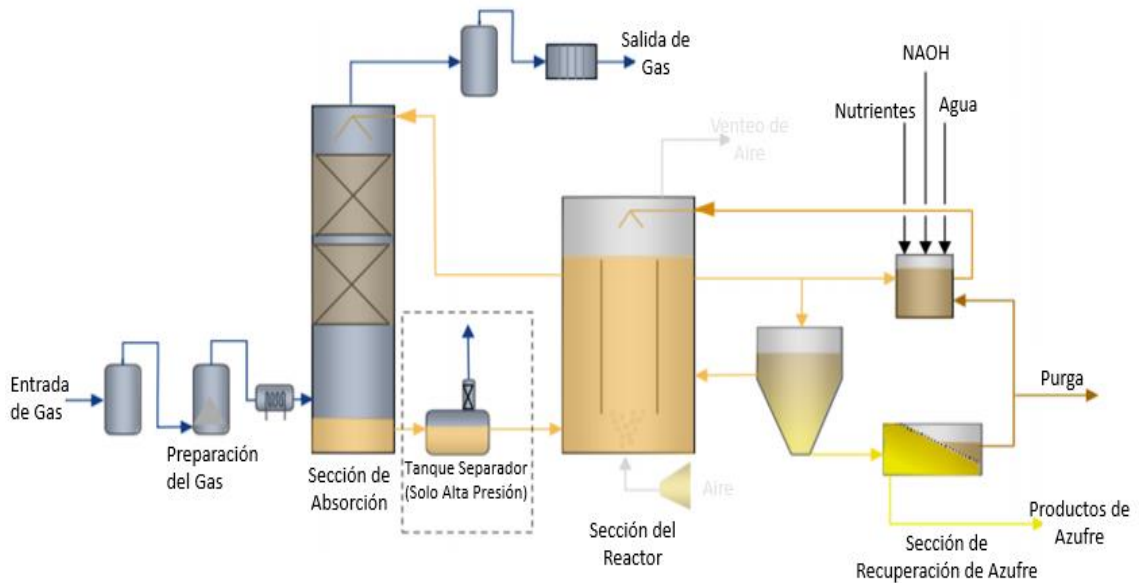 Salida de
Gas
NAOH
Nutrientes
Agua
Venteo de
Aire
Entrada
de Gas
Preparación
del Gas
Sección de
Absorción
Tanque Separador
(Solo Alta Presión)
Aire
Sección del
Reactor
Purga
Productos de
Azufre
Sección de
Recuperación de Azufre